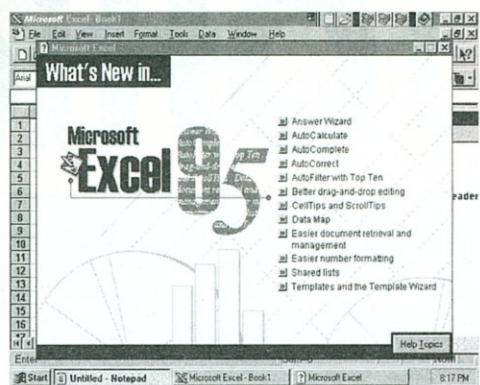 Microsoft Excel - Book1
File Edit View Insert Format Tools Data Window Help
Microsoft Excel
Arial
What's New in...
Microsoft
Excel
95
Answer Wizard
AutoCalculate
AutoComplete
AutoCorrect
AutoFilter with Top Ten
Better drag-and-drop editing
CellTips and ScrollTips
Data Map
Easier document retrieval and
management
Easier number formatting
Shared lists
Templates and the Template Wizard
eader
1
2
3
4
5
6
7
8
9
10
11
12
13
14
15
16
Help Topics
Enter
Start
Untitled - Notepad
Microsoft Excel - Book1
Microsoft Excel
8:17 PM